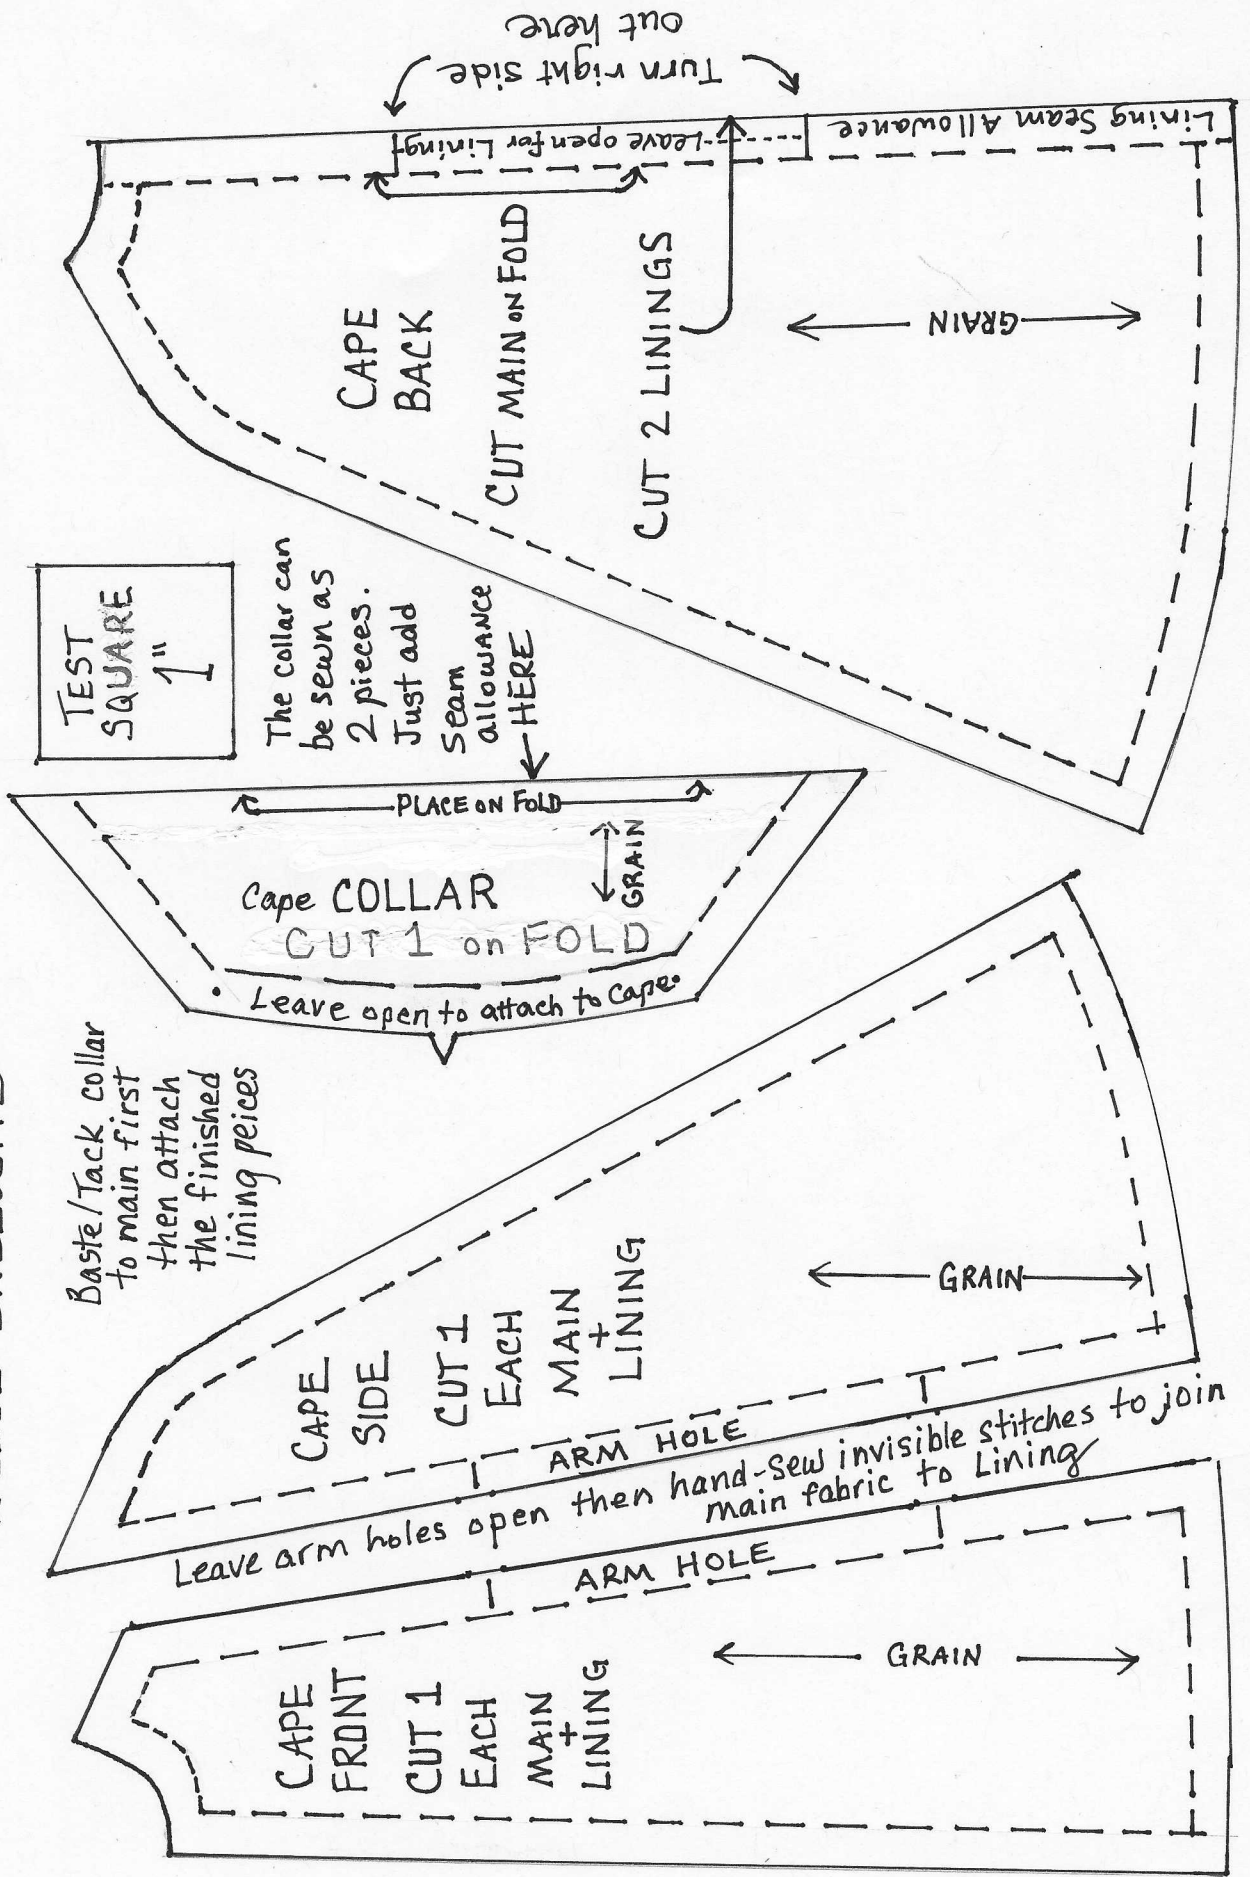 Turn right side
out here
Lining Seam Allowance
Leave open for Lining
CAPE
BACK
CUT MAIN ON FOLD
CUT 2 LININGS
GRAIN
TEST
SQUARE
1"
The collar can
be sewn as
2 pieces.
Just add
seam
allowance
HERE
PLACE ON FOLD
GRAIN
Cape COLLAR
CUT 1 on FOLD
Leave open to attach to Cape
Baste/Tack collar
to main first
then attach
the finished
lining peices
CAPE
SIDE
CUT 1
EACH
MAIN
+
LINING
GRAIN
ARM HOLE
Leave arm holes open then hand-sew invisible stitches to join
main fabric to Lining
ARM HOLE
CAPE
FRONT
CUT 1
EACH
MAIN
+
LINING
GRAIN